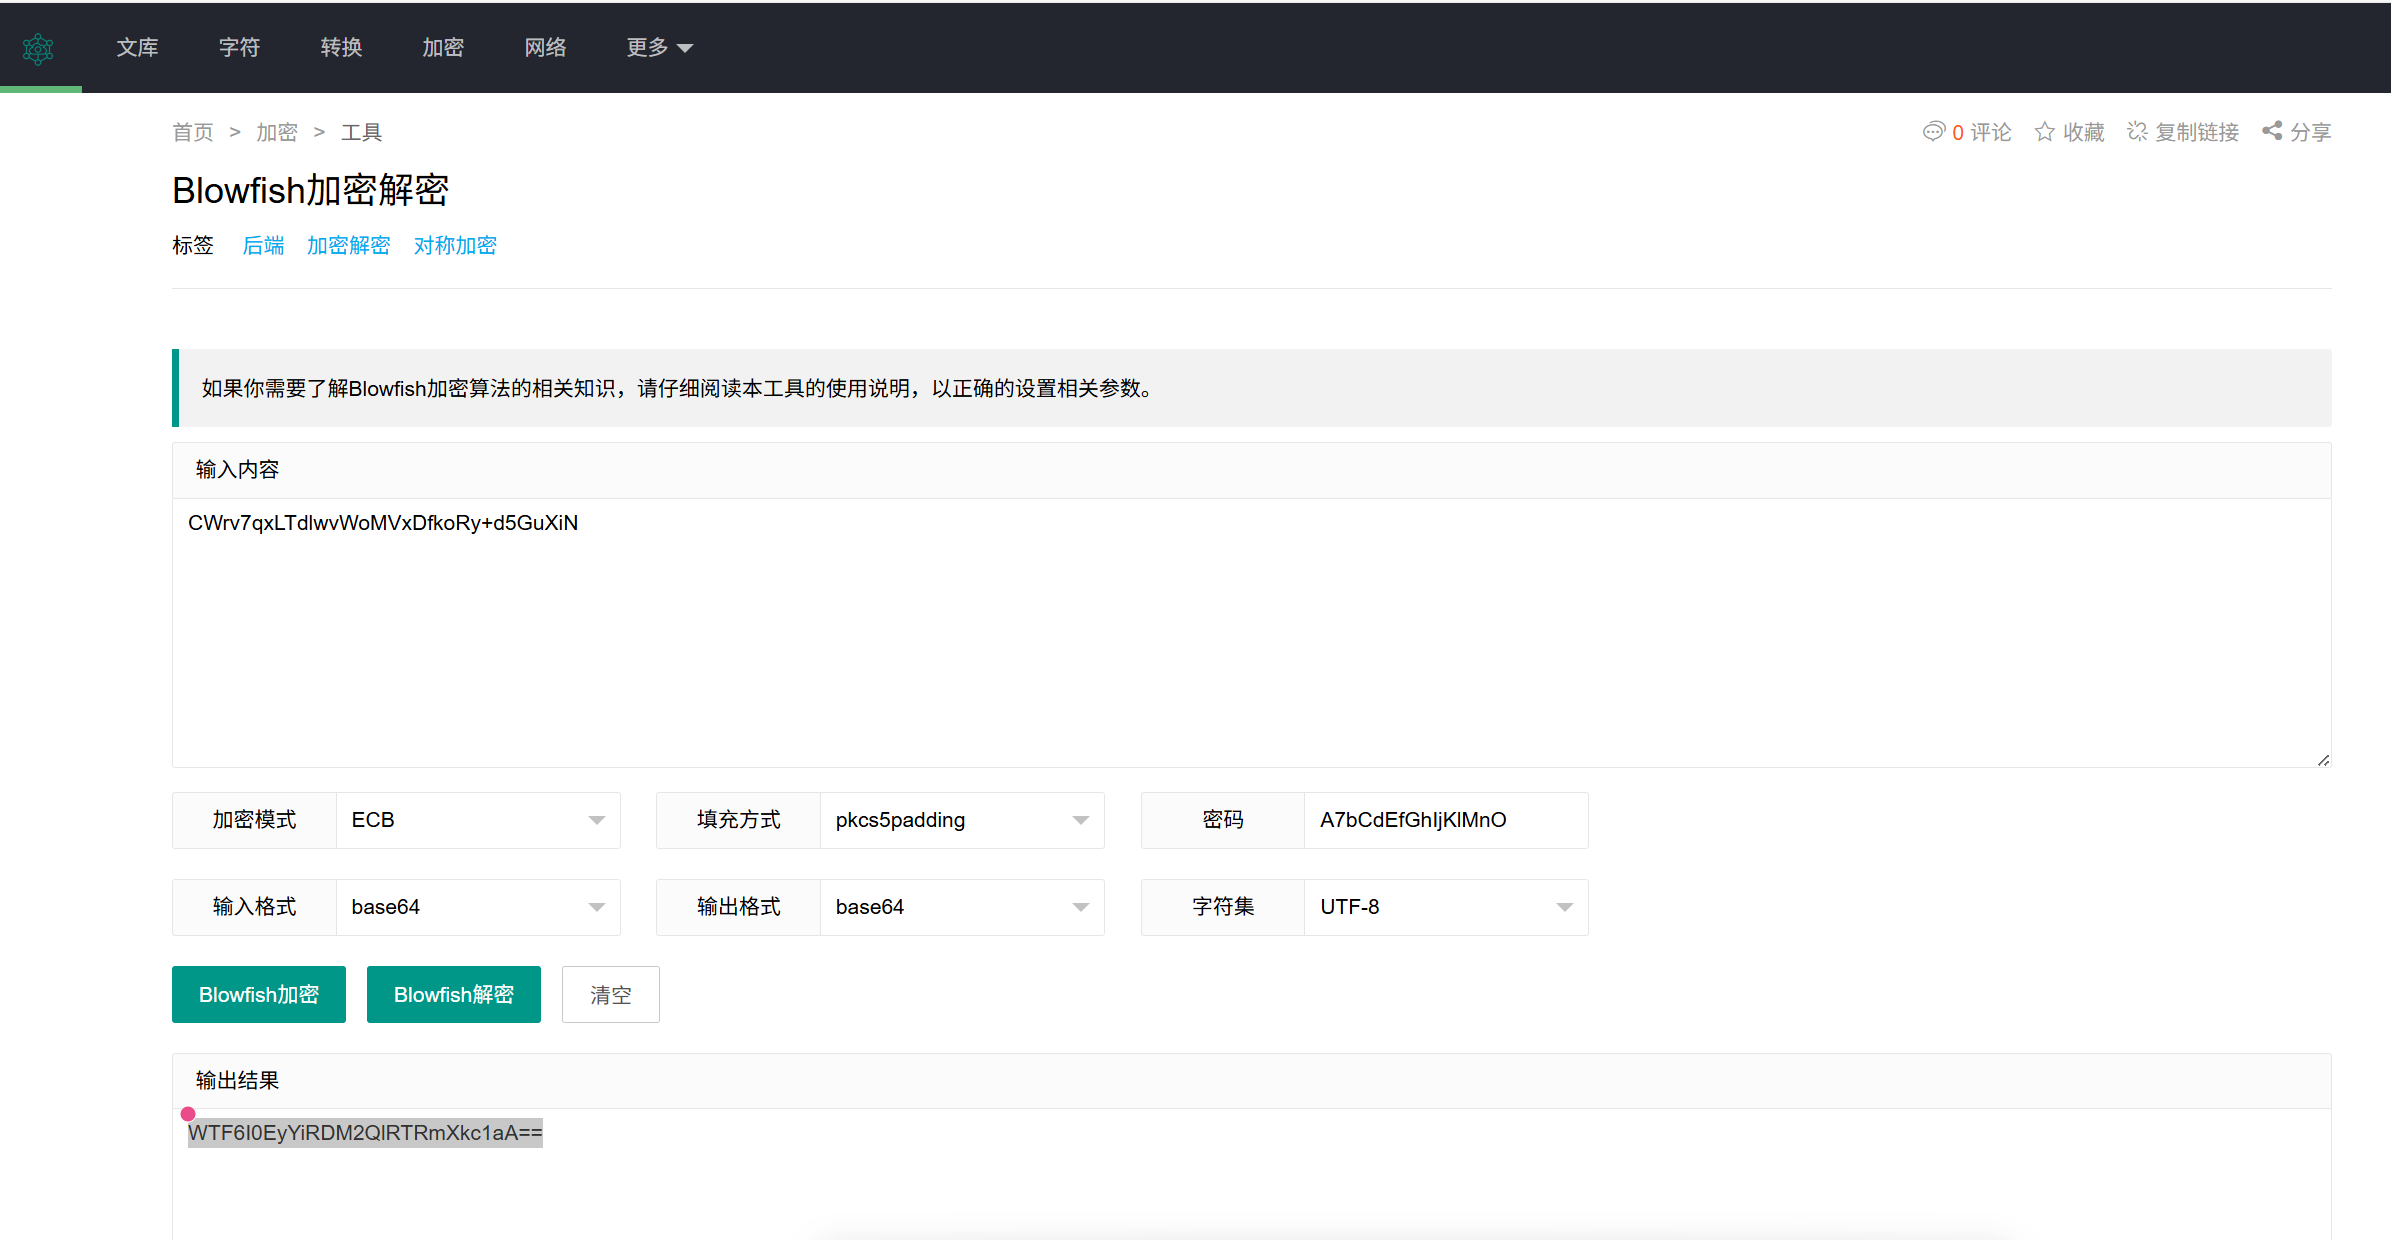 文库 字符 转换 加密 网络 更多
首页 > 加密 > 工具 0 评论 收藏 复制链接 分享
Blowfish加密解密
标签 后端 加密解密 对称加密
如果你需要了解Blowfish加密算法的相关知识，请仔细阅读本工具的使用说明，以正确的设置相关参数。
输入内容
CWrv7qxLTdlwvWoMVxDfkoRy+d5GuXiN
加密模式 ECB 填充方式 pkcs5padding 密码 A7bCdEfGhIjKlMnO
输入格式 base64 输出格式 base64 字符集 UTF-8
Blowfish加密 Blowfish解密 清空
输出结果
WTF6I0EyYiRDM2QlRTRmXkc1aA==